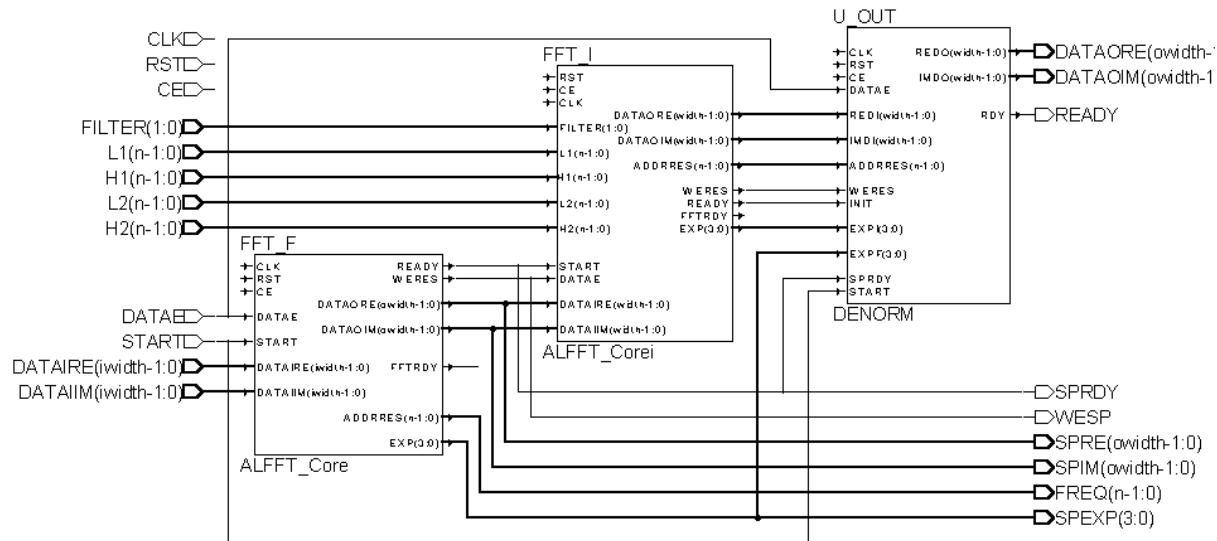 U_OUT
CLK
RST
CE
FFT_I
CLK
RST
CE
DATAE
REDO(width-1:0)
IMDO(width-1:0)
DATAORE(owidth-1
DATAOIM(owidth-1
RST
CE
CLK
FILTER(1:0)
L1(n-1:0)
H1(n-1:0)
L2(n-1:0)
H2(n-1:0)
FILTER(1:0)
L1(n-1:0)
H1(n-1:0)
L2(n-1:0)
H2(n-1:0)
START
DATAE
DATAIRE(width-1:0)
DATAIIM(width-1:0)
DATAORE(width-1:0)
DATAOIM(width-1:0)
ADDRRES(n-1:0)
WERES
READY
FFTRDY
EXP(3:0)
ALFFT_Corei
REDI(width-1:0)
IMDI(width-1:0)
ADDRRES(n-1:0)
WERES
INIT
EXPI(3:0)
EXPF(3:0)
SPRDY
START
RDY
READY
DENORM
FFT_F
CLK
RST
CE
DATAE
START
DATAIRE(iwidth-1:0)
DATAIIM(iwidth-1:0)
DATAE
START
DATAIRE(iwidth-1:0)
DATAIIM(iwidth-1:0)
READY
WERES
DATAORE(owidth-1:0)
DATAOIM(owidth-1:0)
FFTRDY
ADDRRES(n-1:0)
EXP(3:0)
ALFFT_Core
SPRDY
WESP
SPRE(owidth-1:0)
SPIM(owidth-1:0)
FREQ(n-1:0)
SPEXP(3:0)